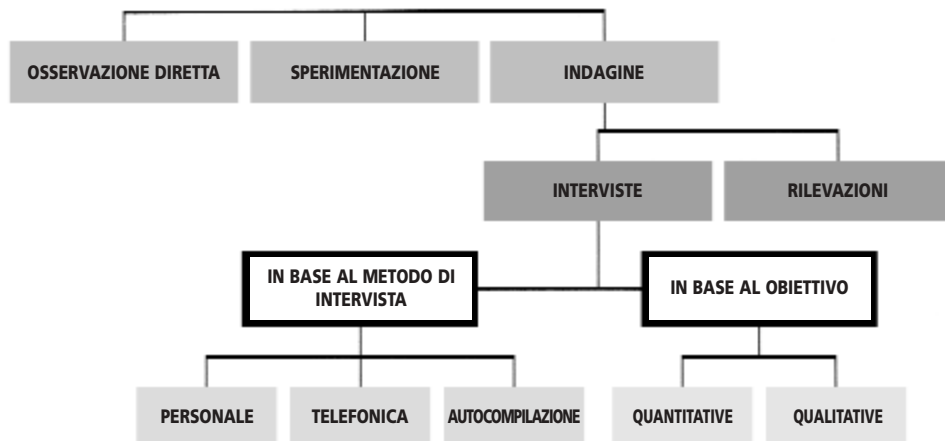 OSSERVAZIONE DIRETTA
SPERIMENTAZIONE
INDAGINE
INTERVISTE
RILEVAZIONI
IN BASE AL METODO DI
INTERVISTA
IN BASE AL OBIETTIVO
PERSONALE
TELEFONICA
AUTOCOMPILAZIONE
QUANTITATIVE
QUALITATIVE